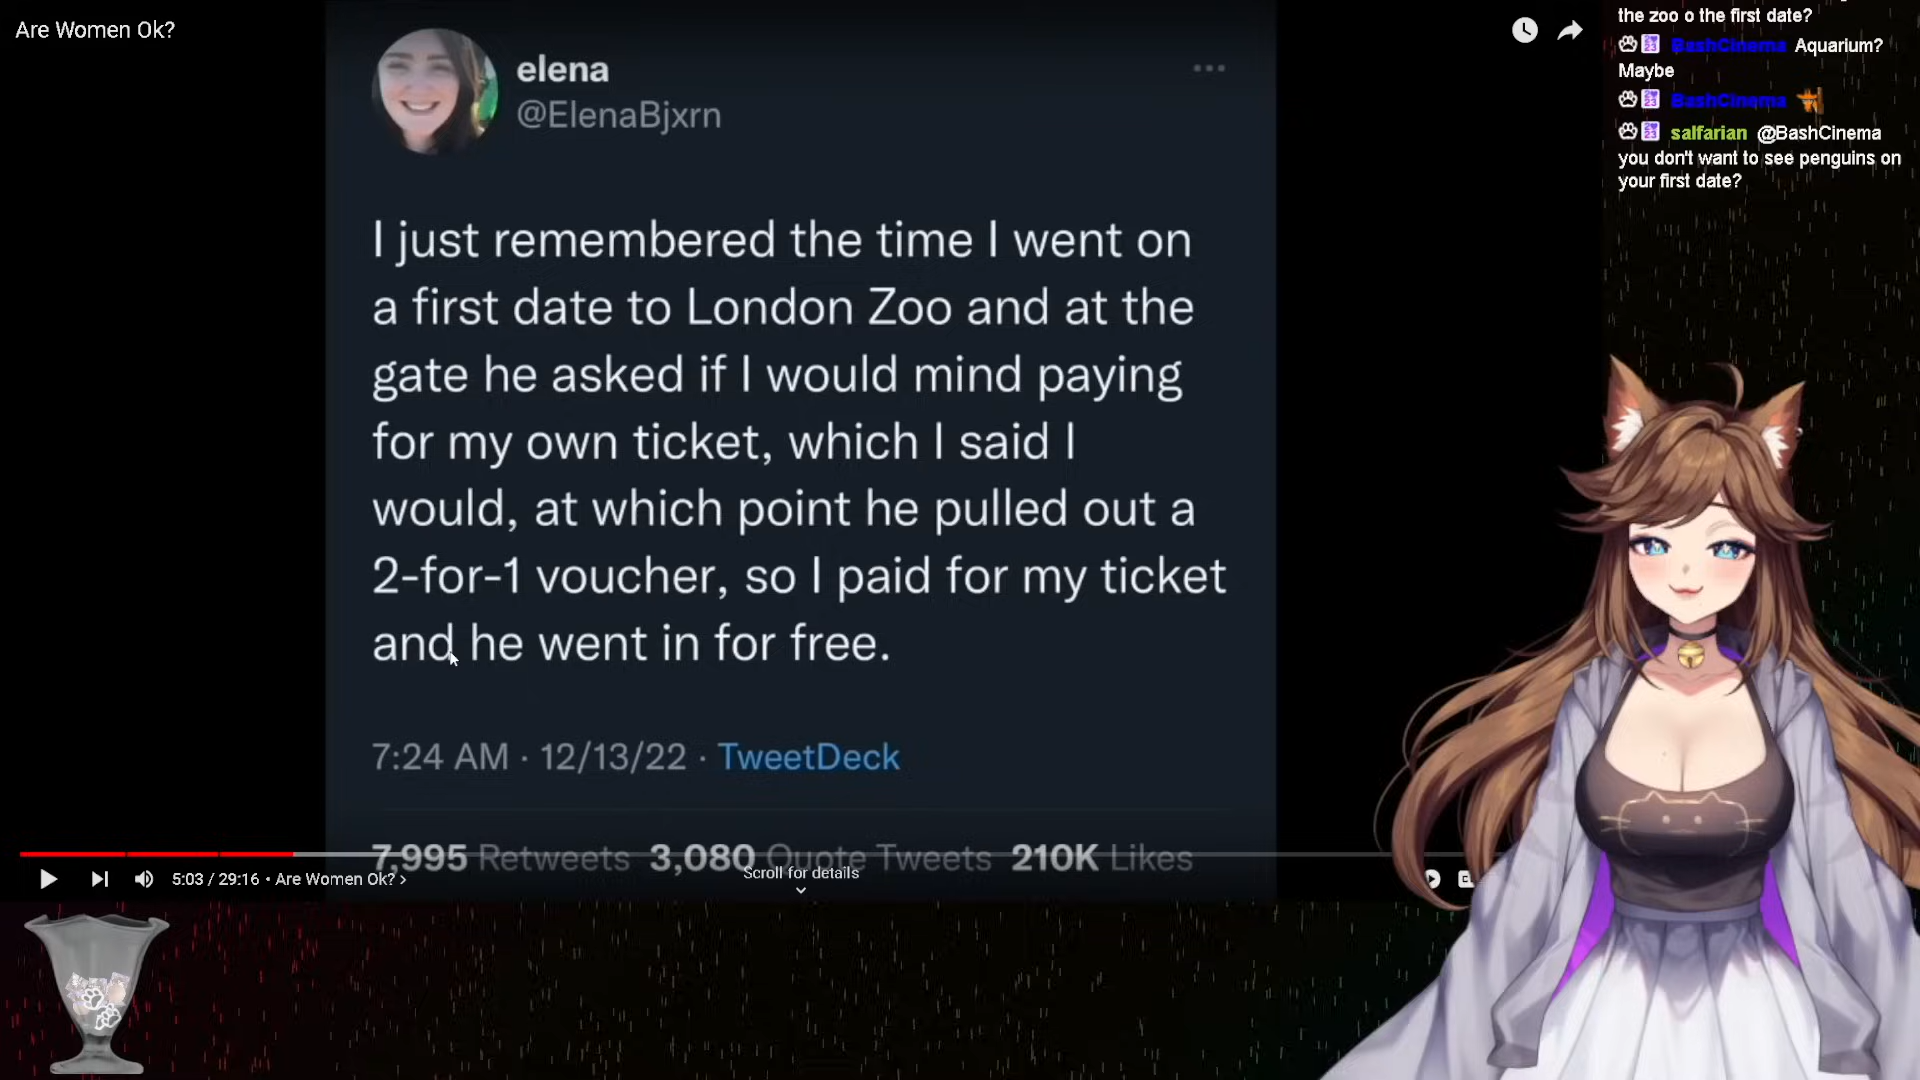 Are Women Ok?
elena
@ElenaBjxrn
I just remembered the time I went on
a first date to London Zoo and at the
gate he asked if I would mind paying
for my own ticket, which I said I
would, at which point he pulled out a
2-for-1 voucher, so I paid for my ticket
and he went in for free.
7:24 AM · 12/13/22 · TweetDeck
7,995 Retweets 3,080 Quote Tweets 210K Likes
Scroll for details
5:03 / 29:16 • Are Women Ok? ›
the zoo o the first date?
BashCinema Aquarium?
Maybe
BashCinema
salfarian @BashCinema
you don't want to see penguins on
your first date?